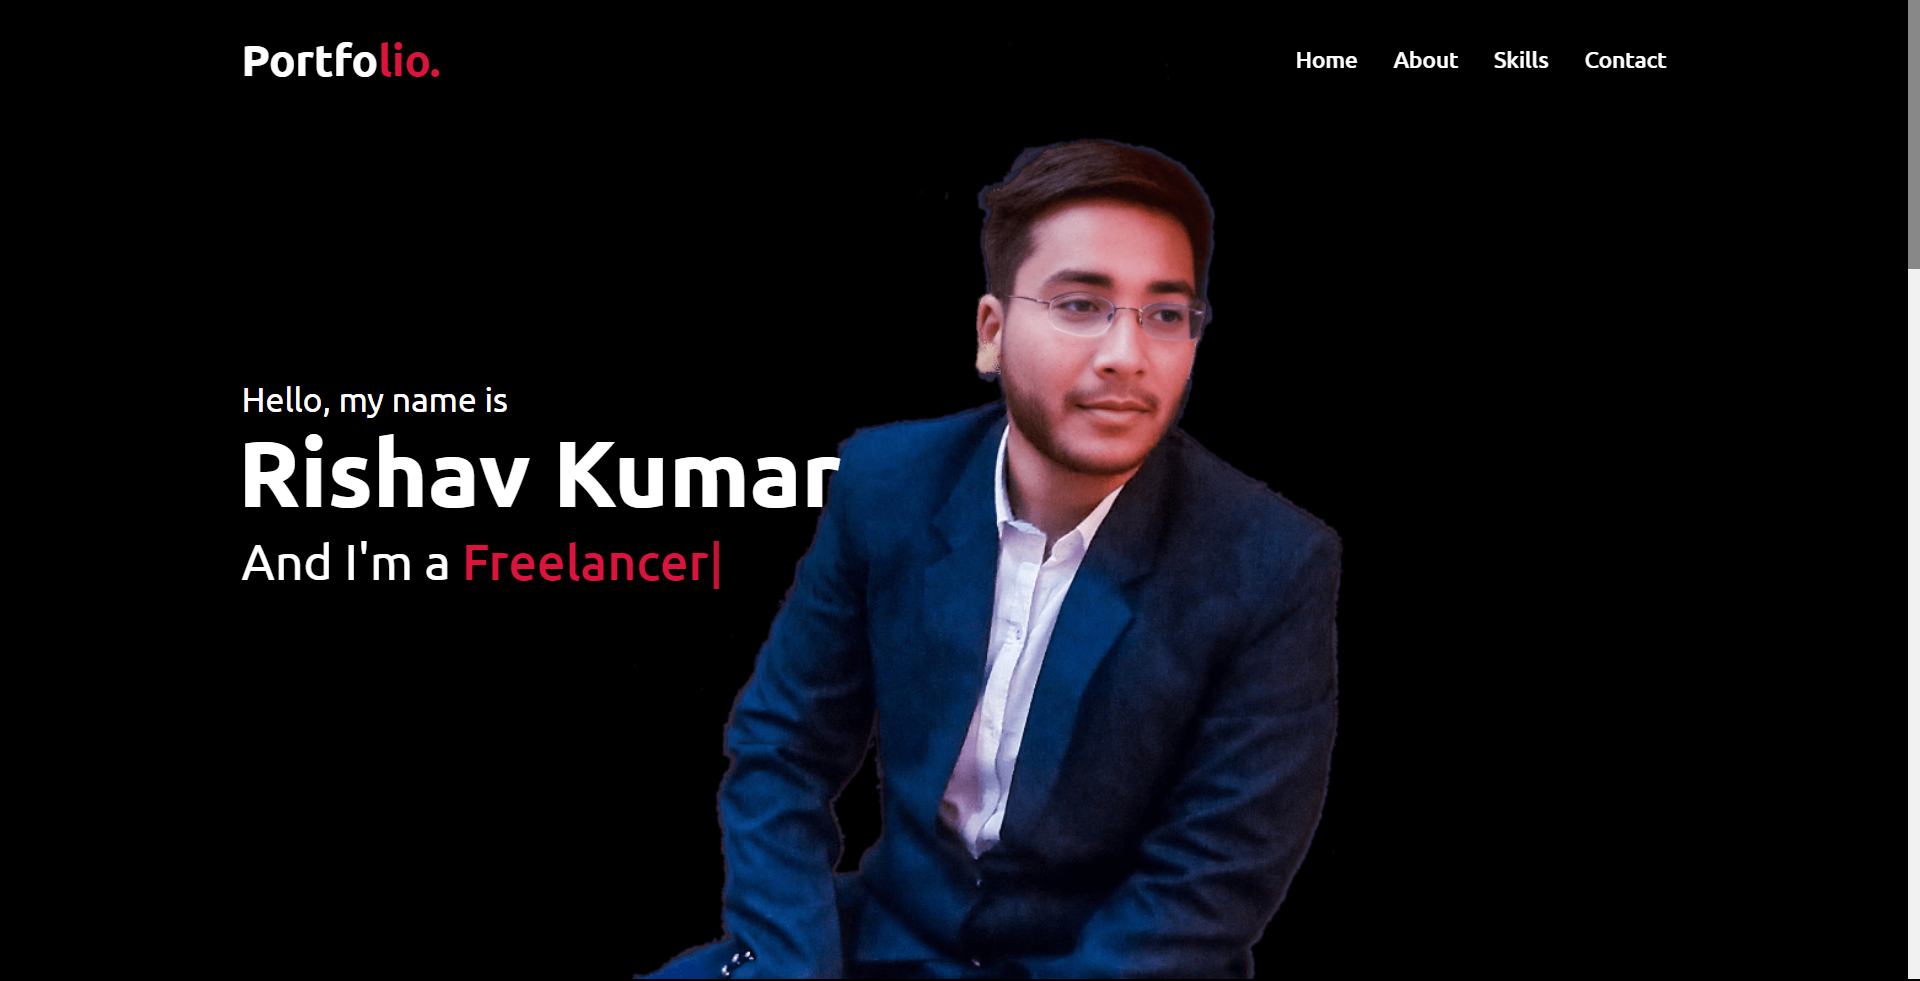 Portfolio.
Home About Skills Contact
Hello, my name is
Rishav Kumar
And I'm a Freelancer|